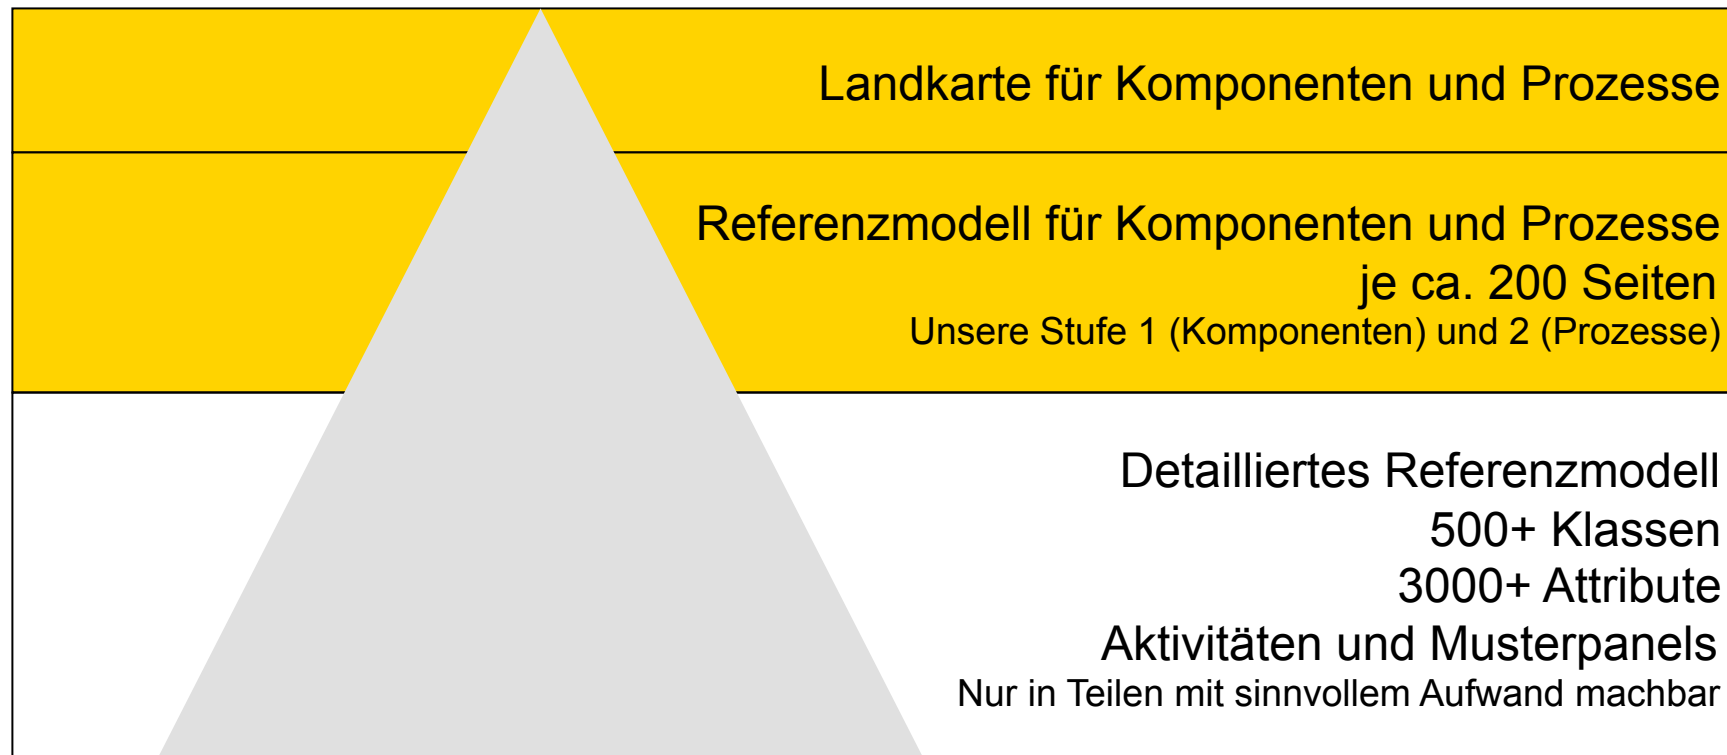 Landkarte für Komponenten und Prozesse
Referenzmodell für Komponenten und Prozesse
je ca. 200 Seiten
Unsere Stufe 1 (Komponenten) und 2 (Prozesse)
Detailliertes Referenzmodell
500+ Klassen
3000+ Attribute
Aktivitäten und Musterpanels
Nur in Teilen mit sinnvollem Aufwand machbar